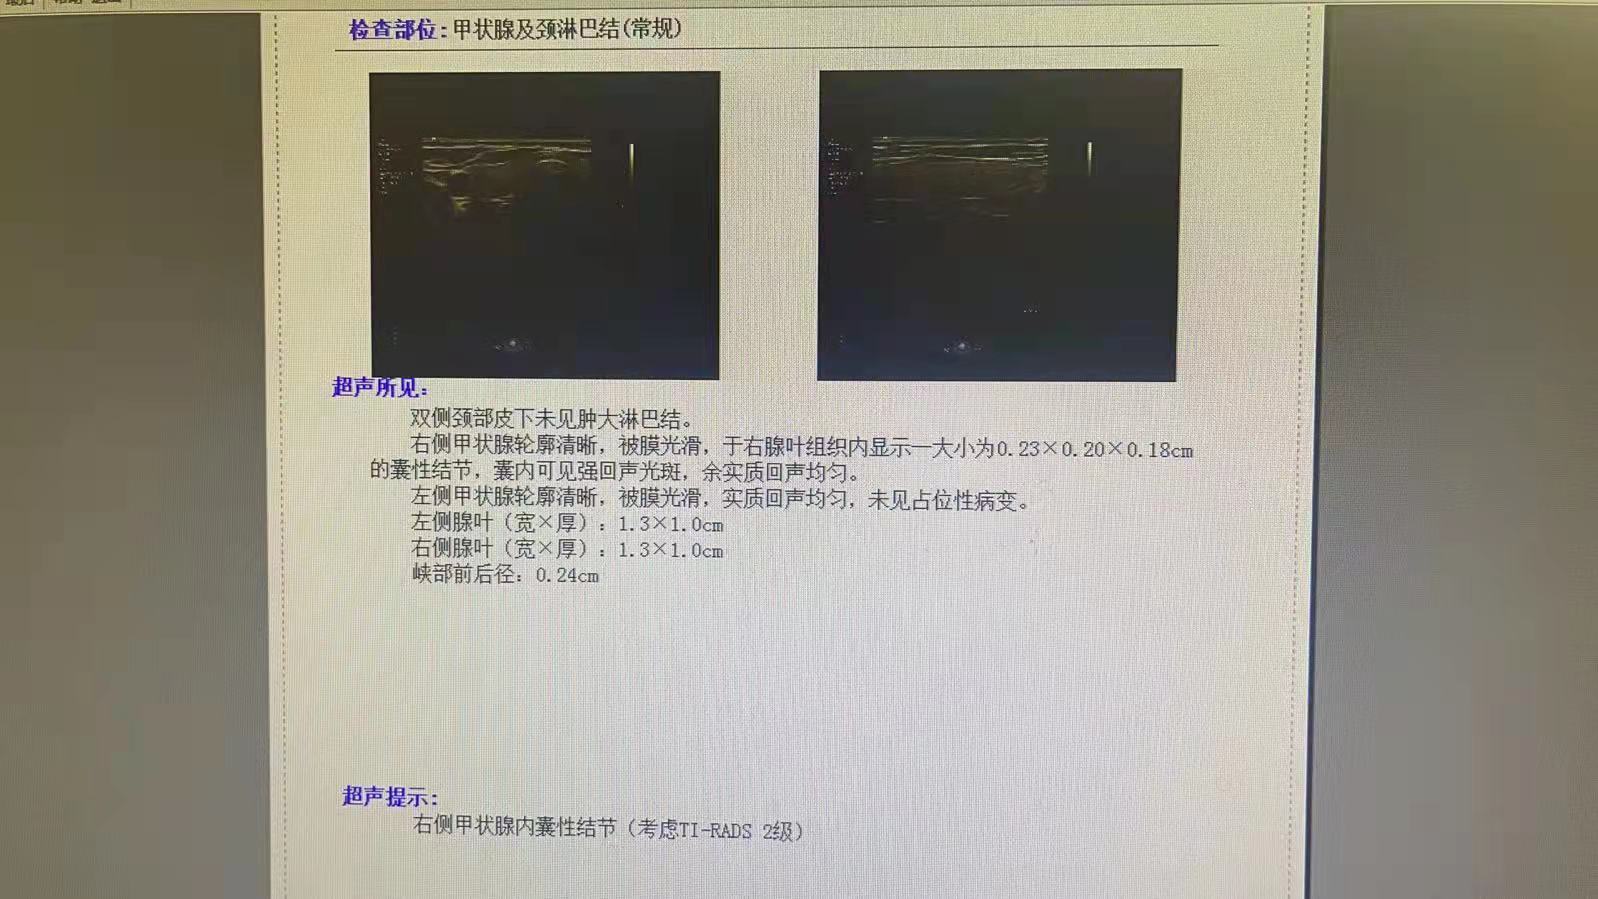 检查部位:甲状腺及颈淋巴结(常规)
超声所见:
双侧颈部皮下未见肿大淋巴结。
右侧甲状腺轮廓清晰，被膜光滑，于右腺叶组织内显示一大小为0.23×0.20×0.18cm
的囊性结节，囊内可见强回声光斑，余实质回声均匀。
左侧甲状腺轮廓清晰，被膜光滑，实质回声均匀，未见占位性病变。
左侧腺叶（宽×厚）：1.3×1.0cm
右侧腺叶（宽×厚）：1.3×1.0cm
峡部前后径：0.24cm
超声提示:
右侧甲状腺内囊性结节（考虑TI-RADS 2级）